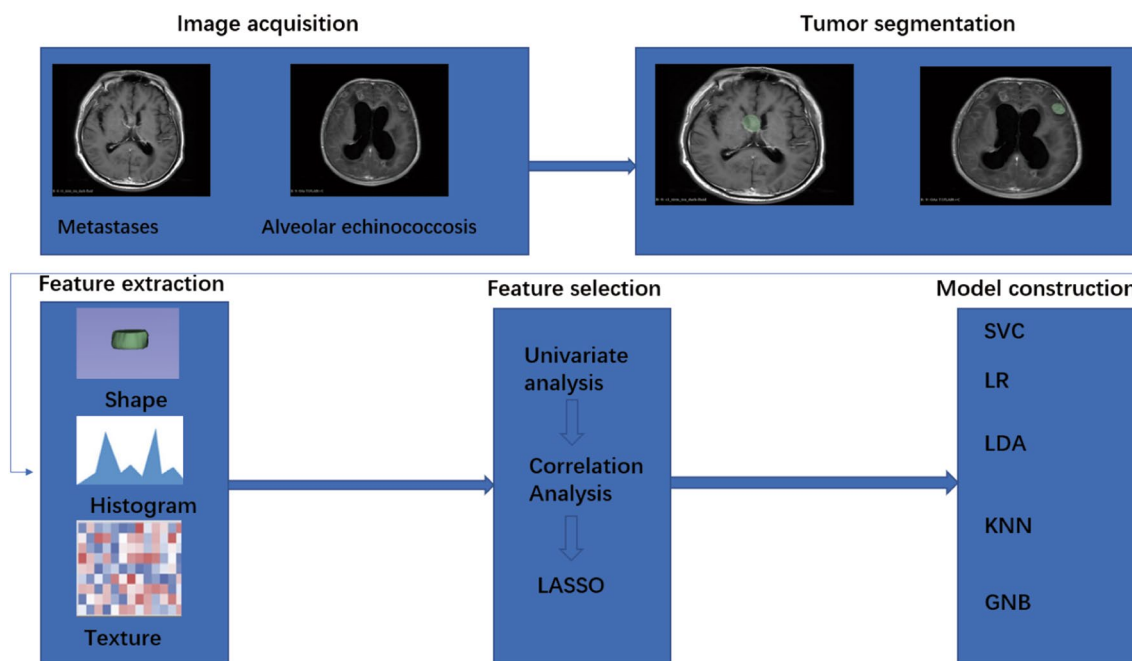 Image acquisition
Tumor segmentation
Metastases
Alveolar echinococcosis
Feature extraction
Feature selection
Model construction
Shape
Histogram
Texture
Univariate
analysis
Correlation
Analysis
LASSO
SVC
LR
LDA
KNN
GNB